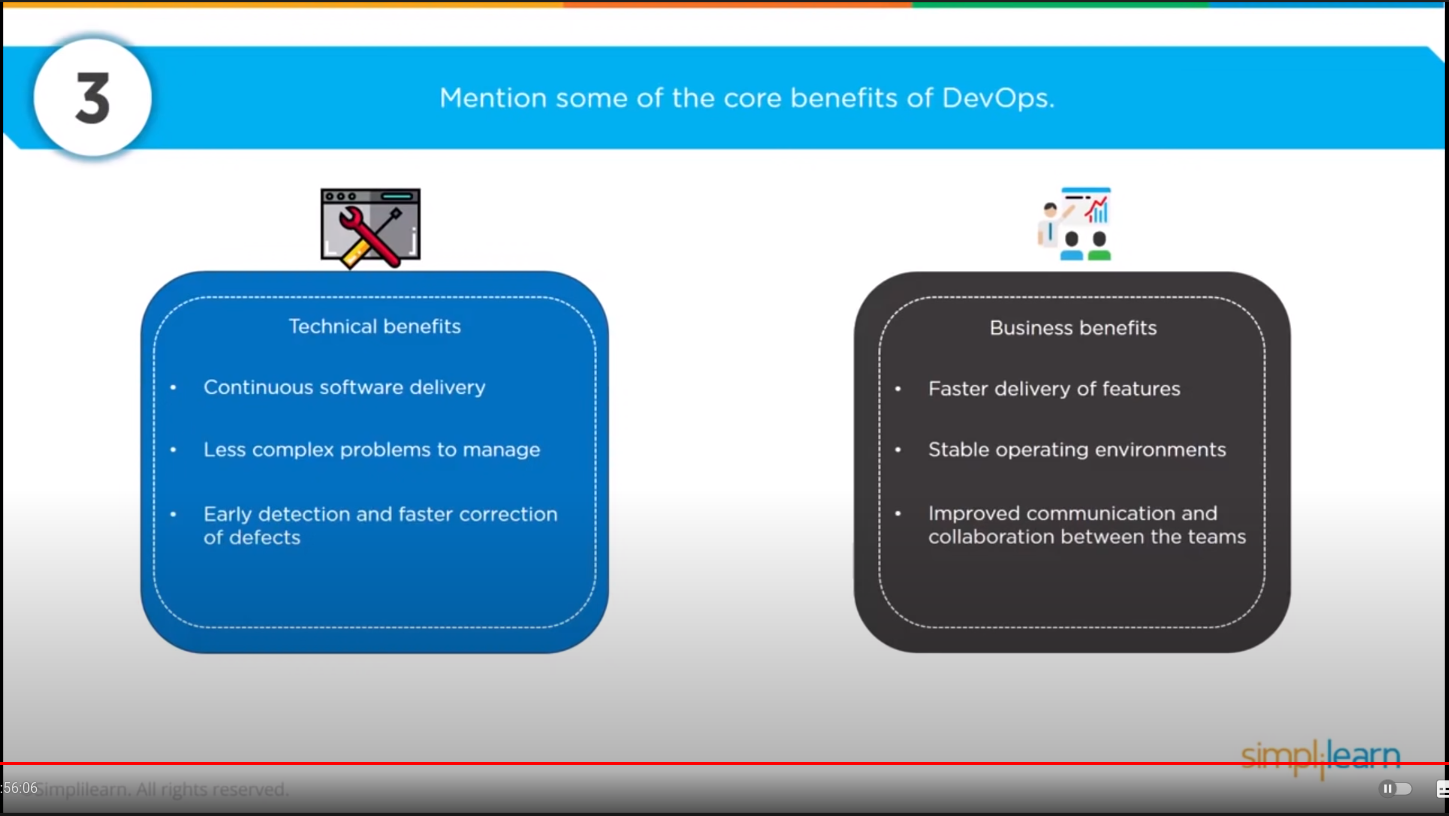 3
Mention some of the core benefits of DevOps.
Technical benefits
• Continuous software delivery
• Less complex problems to manage
• Early detection and faster correction
of defects
Business benefits
• Faster delivery of features
• Stable operating environments
• Improved communication and
collaboration between the teams
simplilearn
:56:06
Simplilearn. All rights reserved.